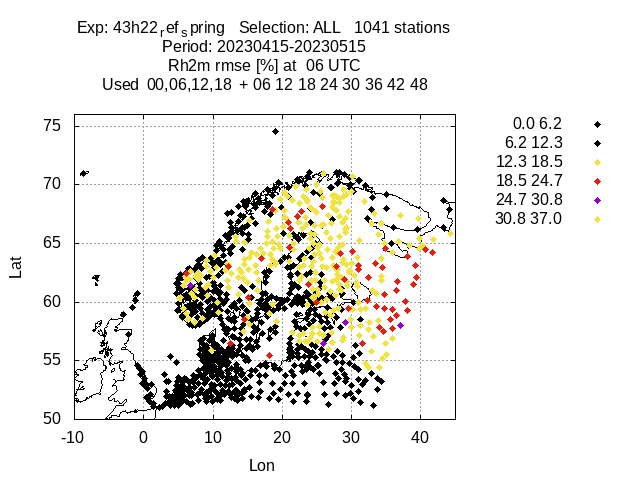 Exp: 43h22ref spring   Selection: ALL   1041 stations
Period: 20230415-20230515
Rh2m rmse [%] at  06 UTC
Used  00,06,12,18  + 06 12 18 24 30 36 42 48
0.0 6.2
6.2 12.3
12.3 18.5
18.5 24.7
24.7 30.8
30.8 37.0
75
70
65
60
55
50
Lat
-10 0 10 20 30 40
Lon